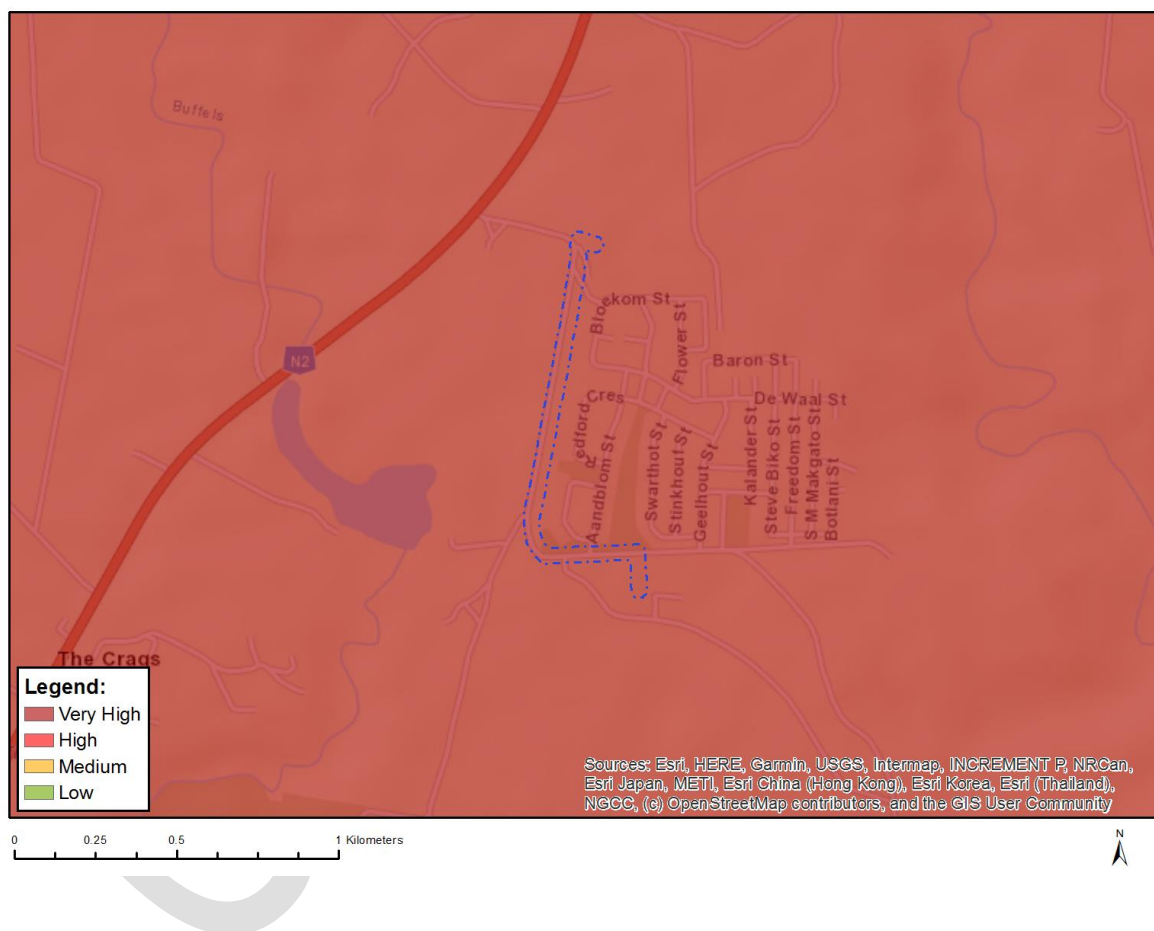 Buffels
N2
Bloekom St
Flower St
Baron St
Cres
De Waal St
Redford
Aandblom St
Swarthot St
Stinkhout St
Geelhout St
Kalander St
Steve Biko St
Freedom St
S M Makgato St
Botlani St
The Crags
Legend:
Very High
High
Medium
Low
Sources: Esri, HERE, Garmin, USGS, Intermap, INCREMENT P, NRCan,
Esri Japan, METI, Esri China (Hong Kong), Esri Korea, Esri (Thailand),
NGCC, (c) OpenStreetMap contributors, and the GIS User Community
0 0.25 0.5 1 Kilometers
N